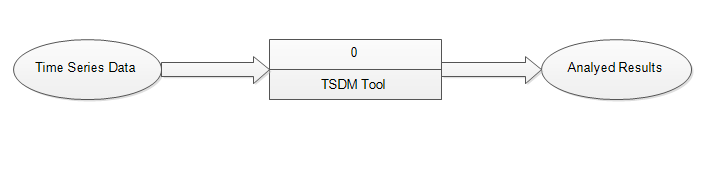 Time Series Data
0
TSDM Tool
Analyed Results